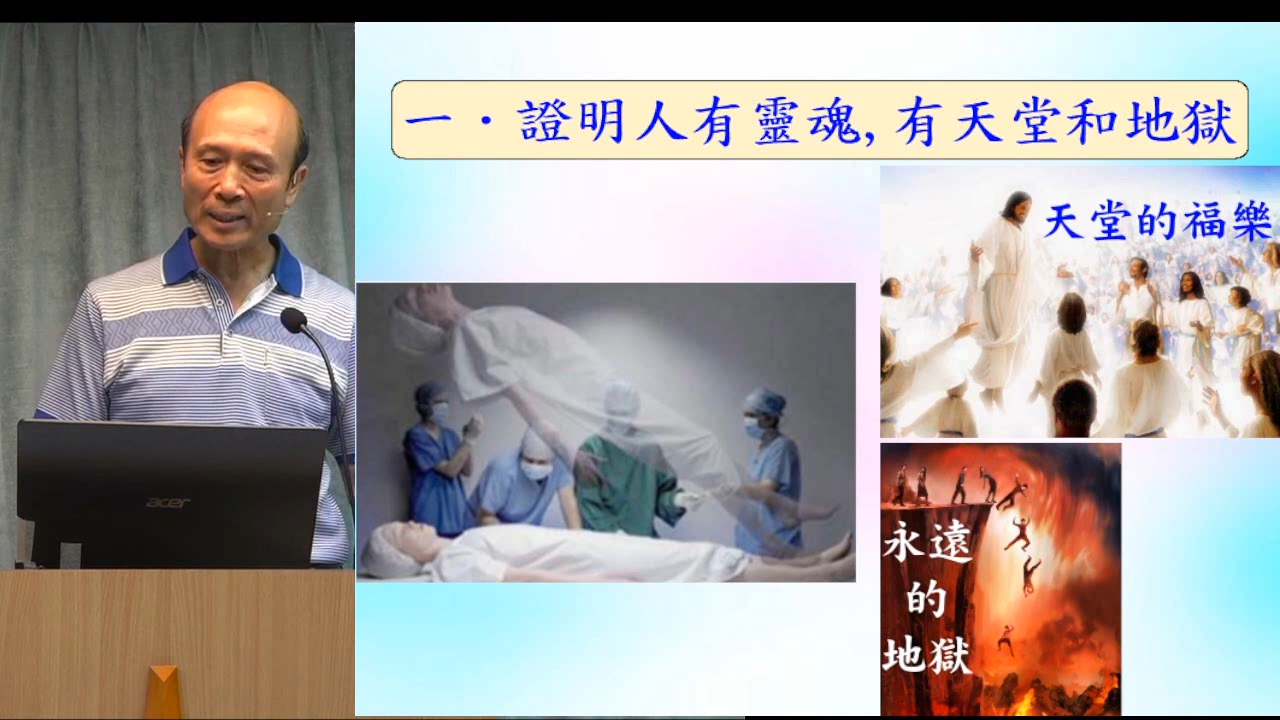 一．證明人有靈魂,有天堂和地獄
天堂的福樂
永遠
的
地獄
acer